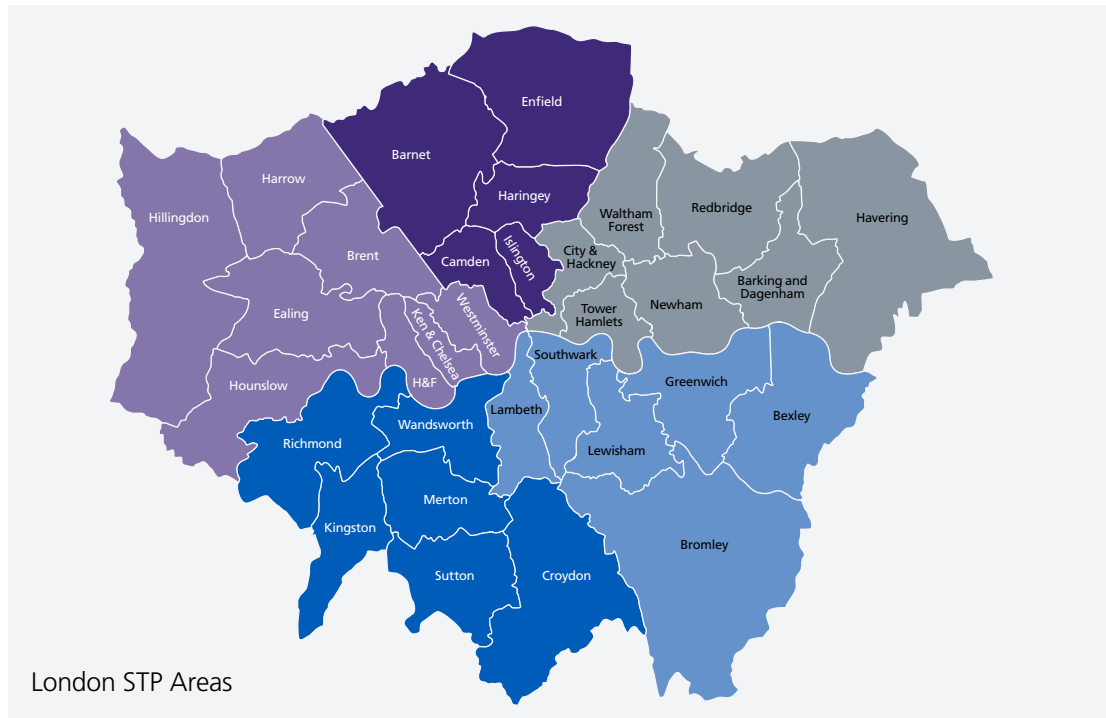 Enfield
Barnet
Harrow
Haringey
Hillingdon
Waltham
Forest
Redbridge
Havering
Brent
Camden
Islington
City &
Hackney
Barking and
Dagenham
Ealing
Westminster
Ken & Chelsea
Tower
Hamlets
Newham
Hounslow
H&F
Southwark
Greenwich
Lambeth
Bexley
Richmond
Wandsworth
Lewisham
Merton
Kingston
Bromley
Sutton
Croydon
London STP Areas